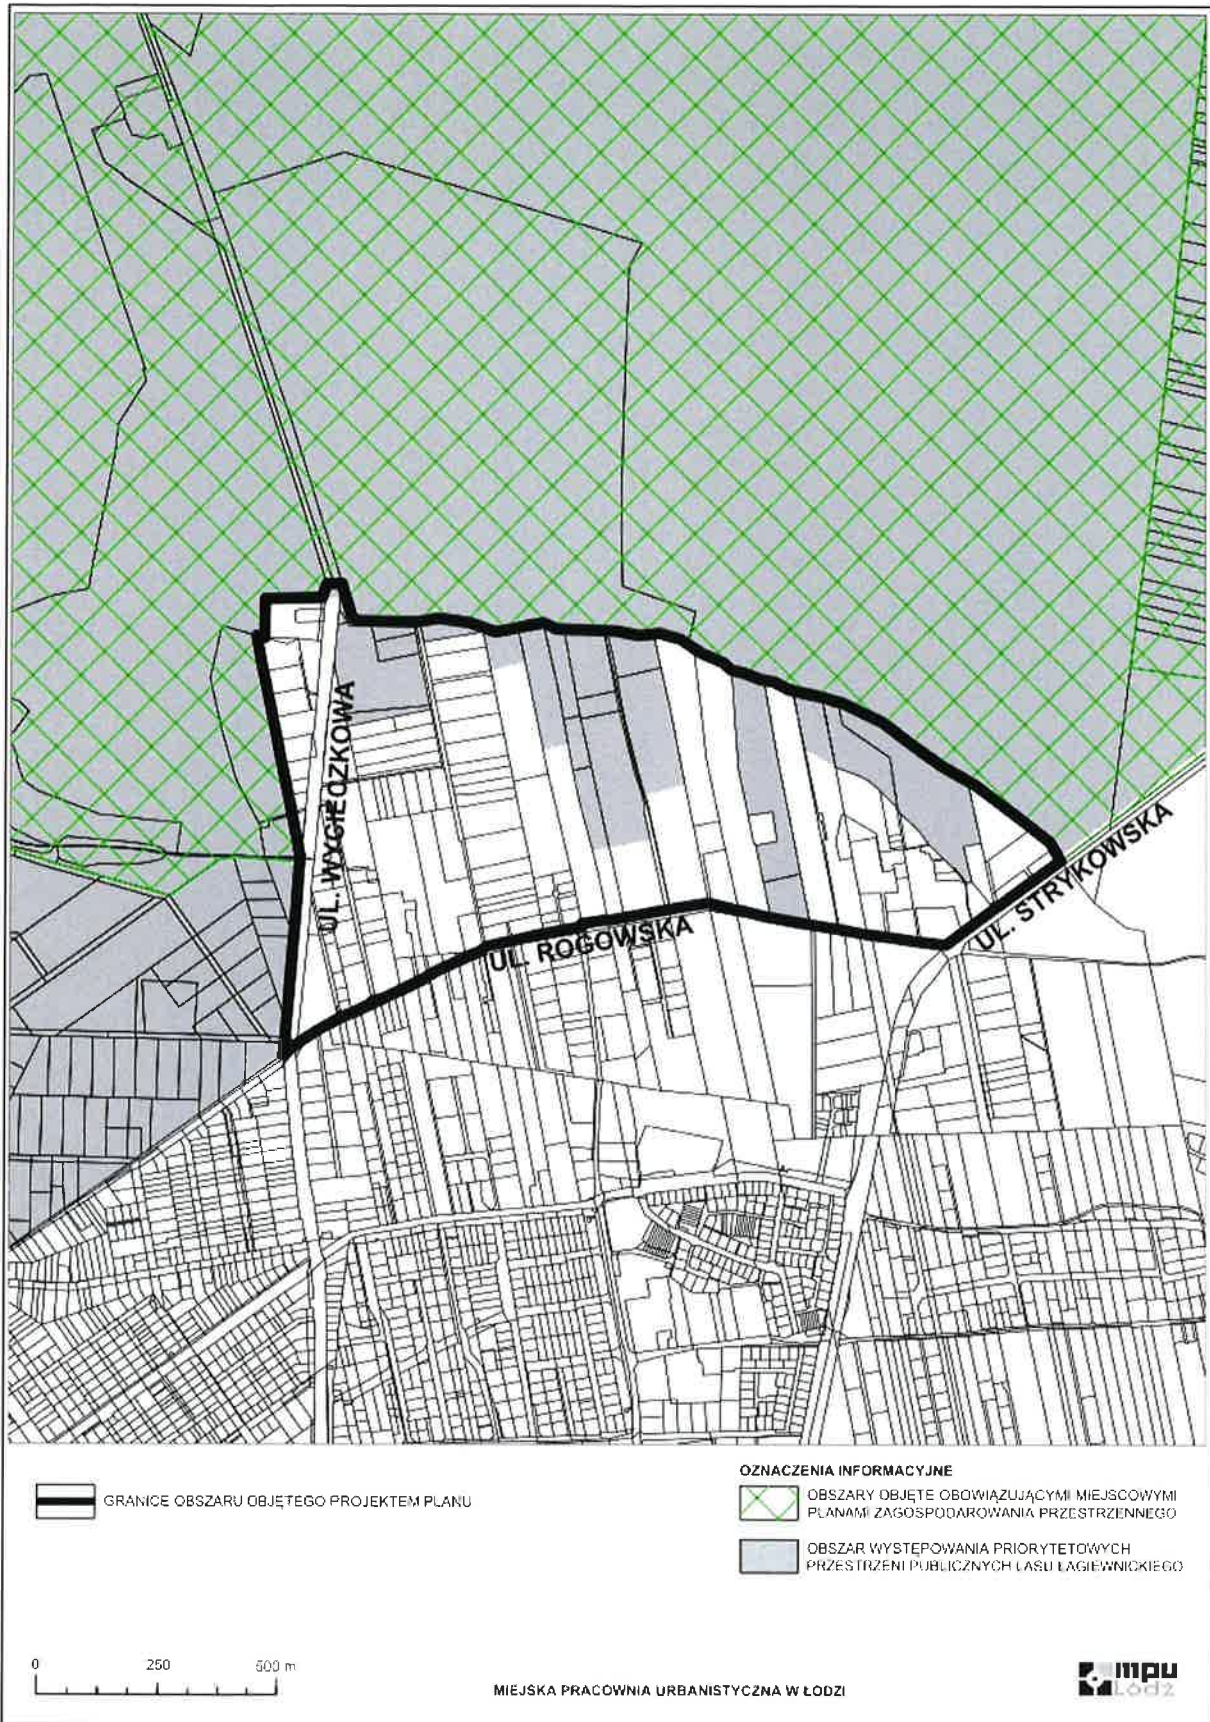 UL. WYCIECZKOWA
UL. ROGOWSKA
UL. STRYKOWSKA
GRANICE OBSZARU OBJĘTEGO PROJEKTEM PLANU
OZNACZENIA INFORMACYJNE
OBSZARY OBJĘTE OBOWIĄZUJĄCYMI MIEJSCOWYMI
PLANAMI ZAGOSPODAROWANIA PRZESTRZENNEGO
OBSZAR WYSTĘPOWANIA PRIORYTETOWYCH
PRZESTRZENI PUBLICZNYCH LASU ŁAGIEWNICKIEGO
0 250 500 m
MIEJSKA PRACOWNIA URBANISTYCZNA W ŁODZI
mpu
Łódź